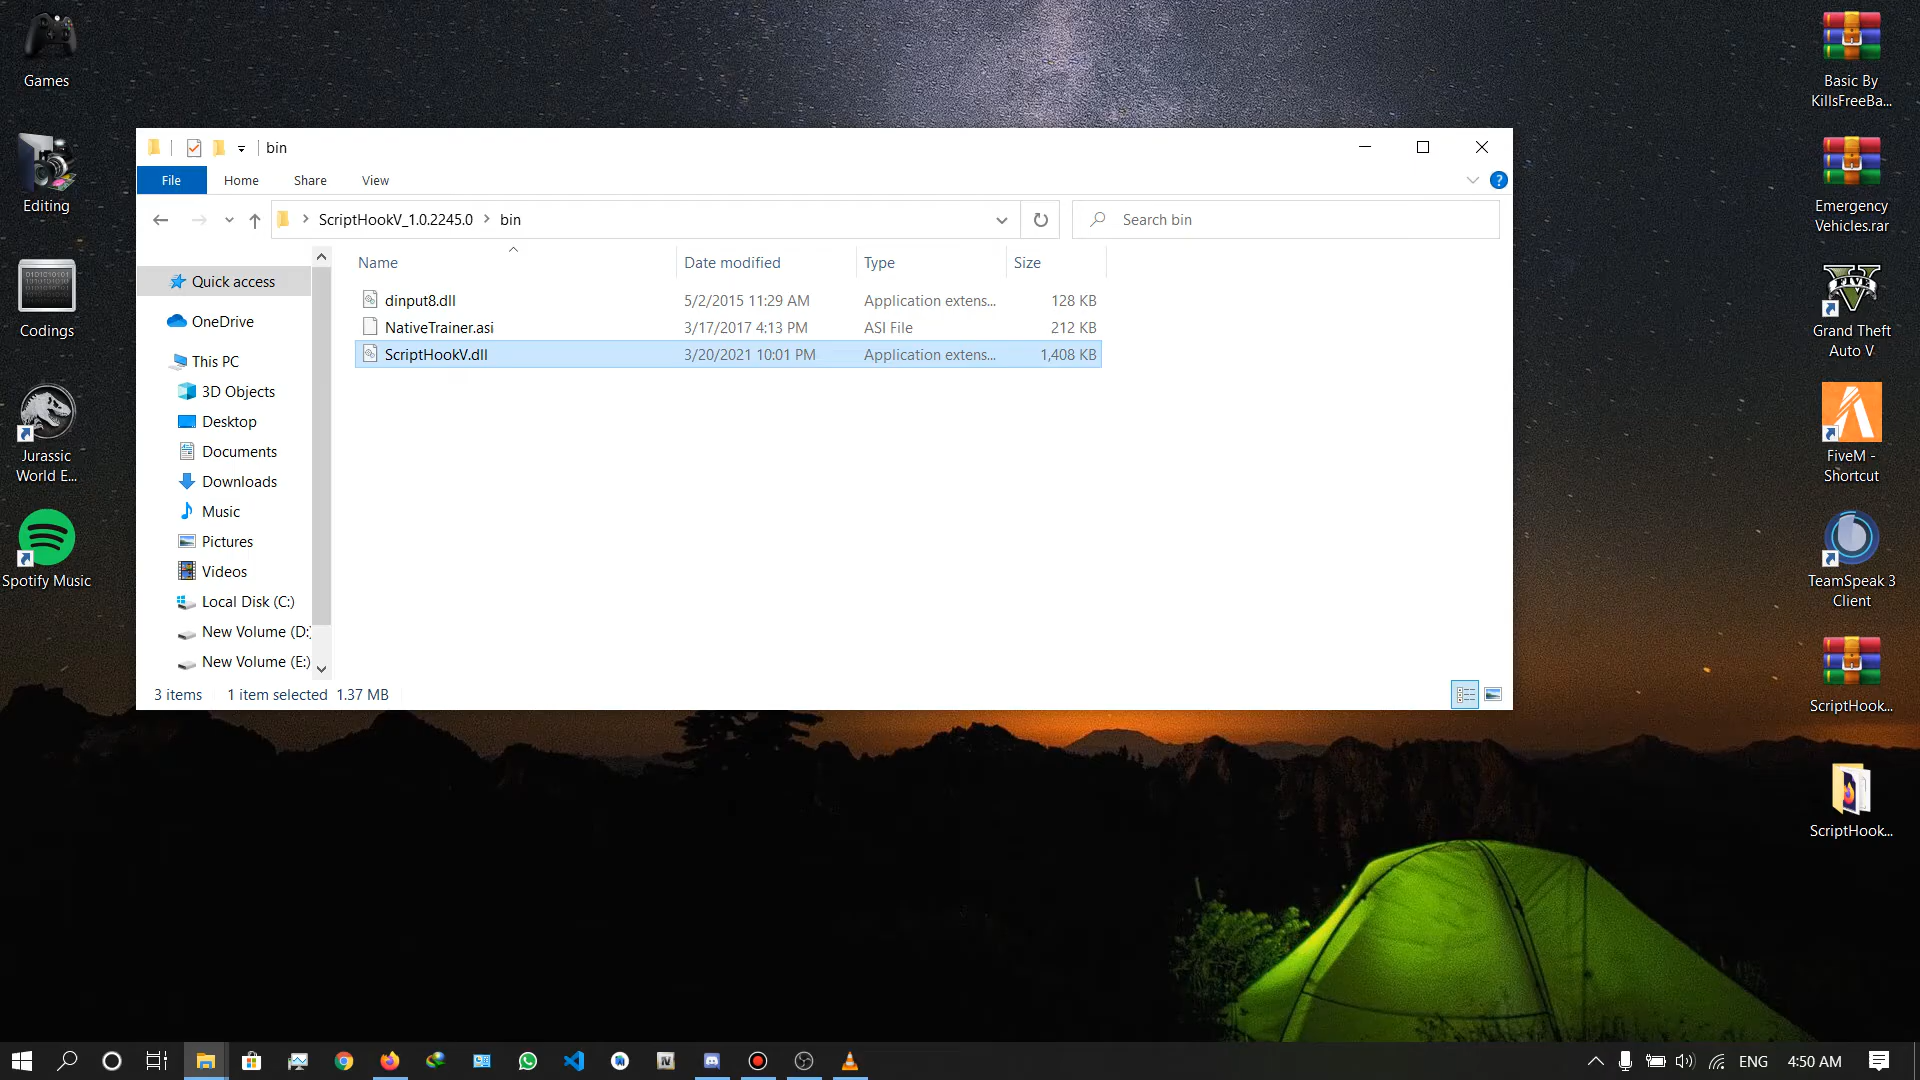 Games
Editing
Codings
Jurassic
World E...
Spotify Music
bin
File
Home
Share
View
ScriptHookV_1.0.2245.0
bin
Search bin
Name
Date modified
Type
Size
dinput8.dll
5/2/2015 11:29 AM
Application extens...
128 KB
NativeTrainer.asi
3/17/2017 4:13 PM
ASI File
212 KB
ScriptHookV.dll
3/20/2021 10:01 PM
Application extens...
1,408 KB
Quick access
OneDrive
This PC
3D Objects
Desktop
Documents
Downloads
Music
Pictures
Videos
Local Disk (C:)
New Volume (D:)
New Volume (E:)
3 items
1 item selected 1.37 MB
Basic By
KillsFreeBa...
Emergency
Vehicles.rar
FIVE
Grand Theft
Auto V
FiveM -
Shortcut
TeamSpeak 3
Client
ScriptHook...
ScriptHook...
ENG
4:50 AM